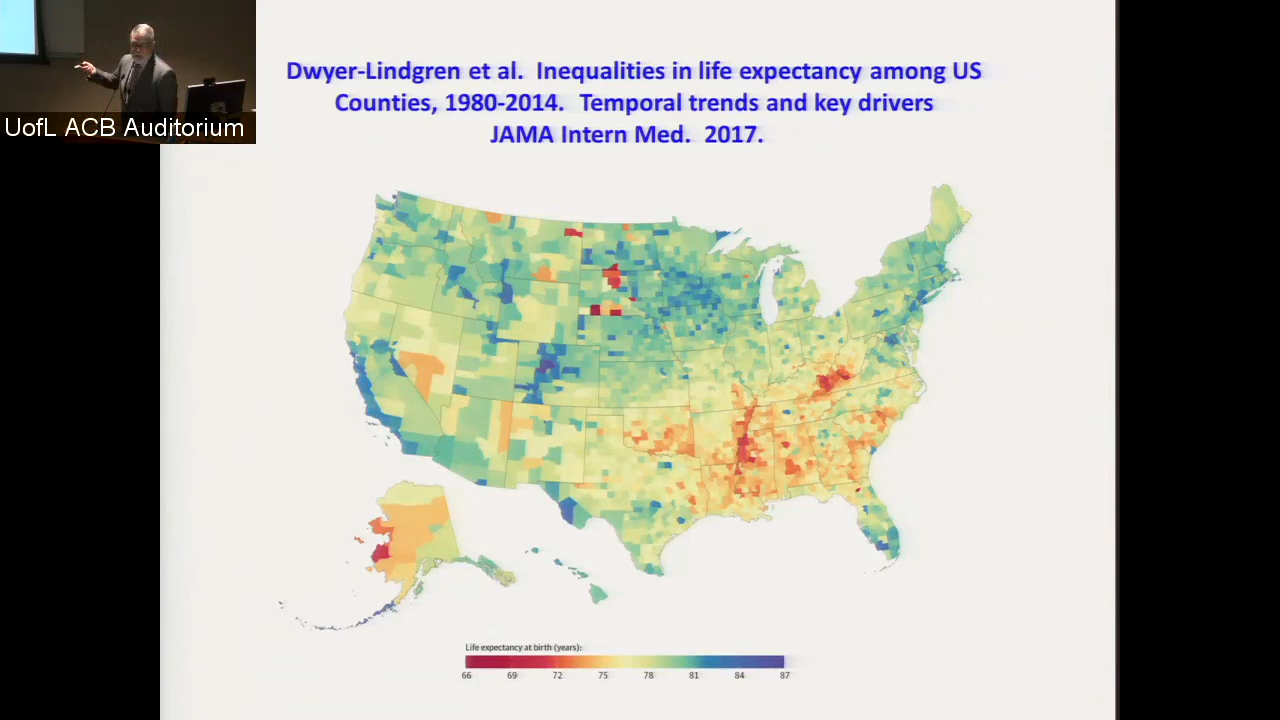 UofL ACB Auditorium
Dwyer-Lindgren et al.  Inequalities in life expectancy among US
Counties, 1980-2014.  Temporal trends and key drivers
JAMA Intern Med.  2017.
Life expectancy at birth (years):
66 69 72 75 78 81 84 87